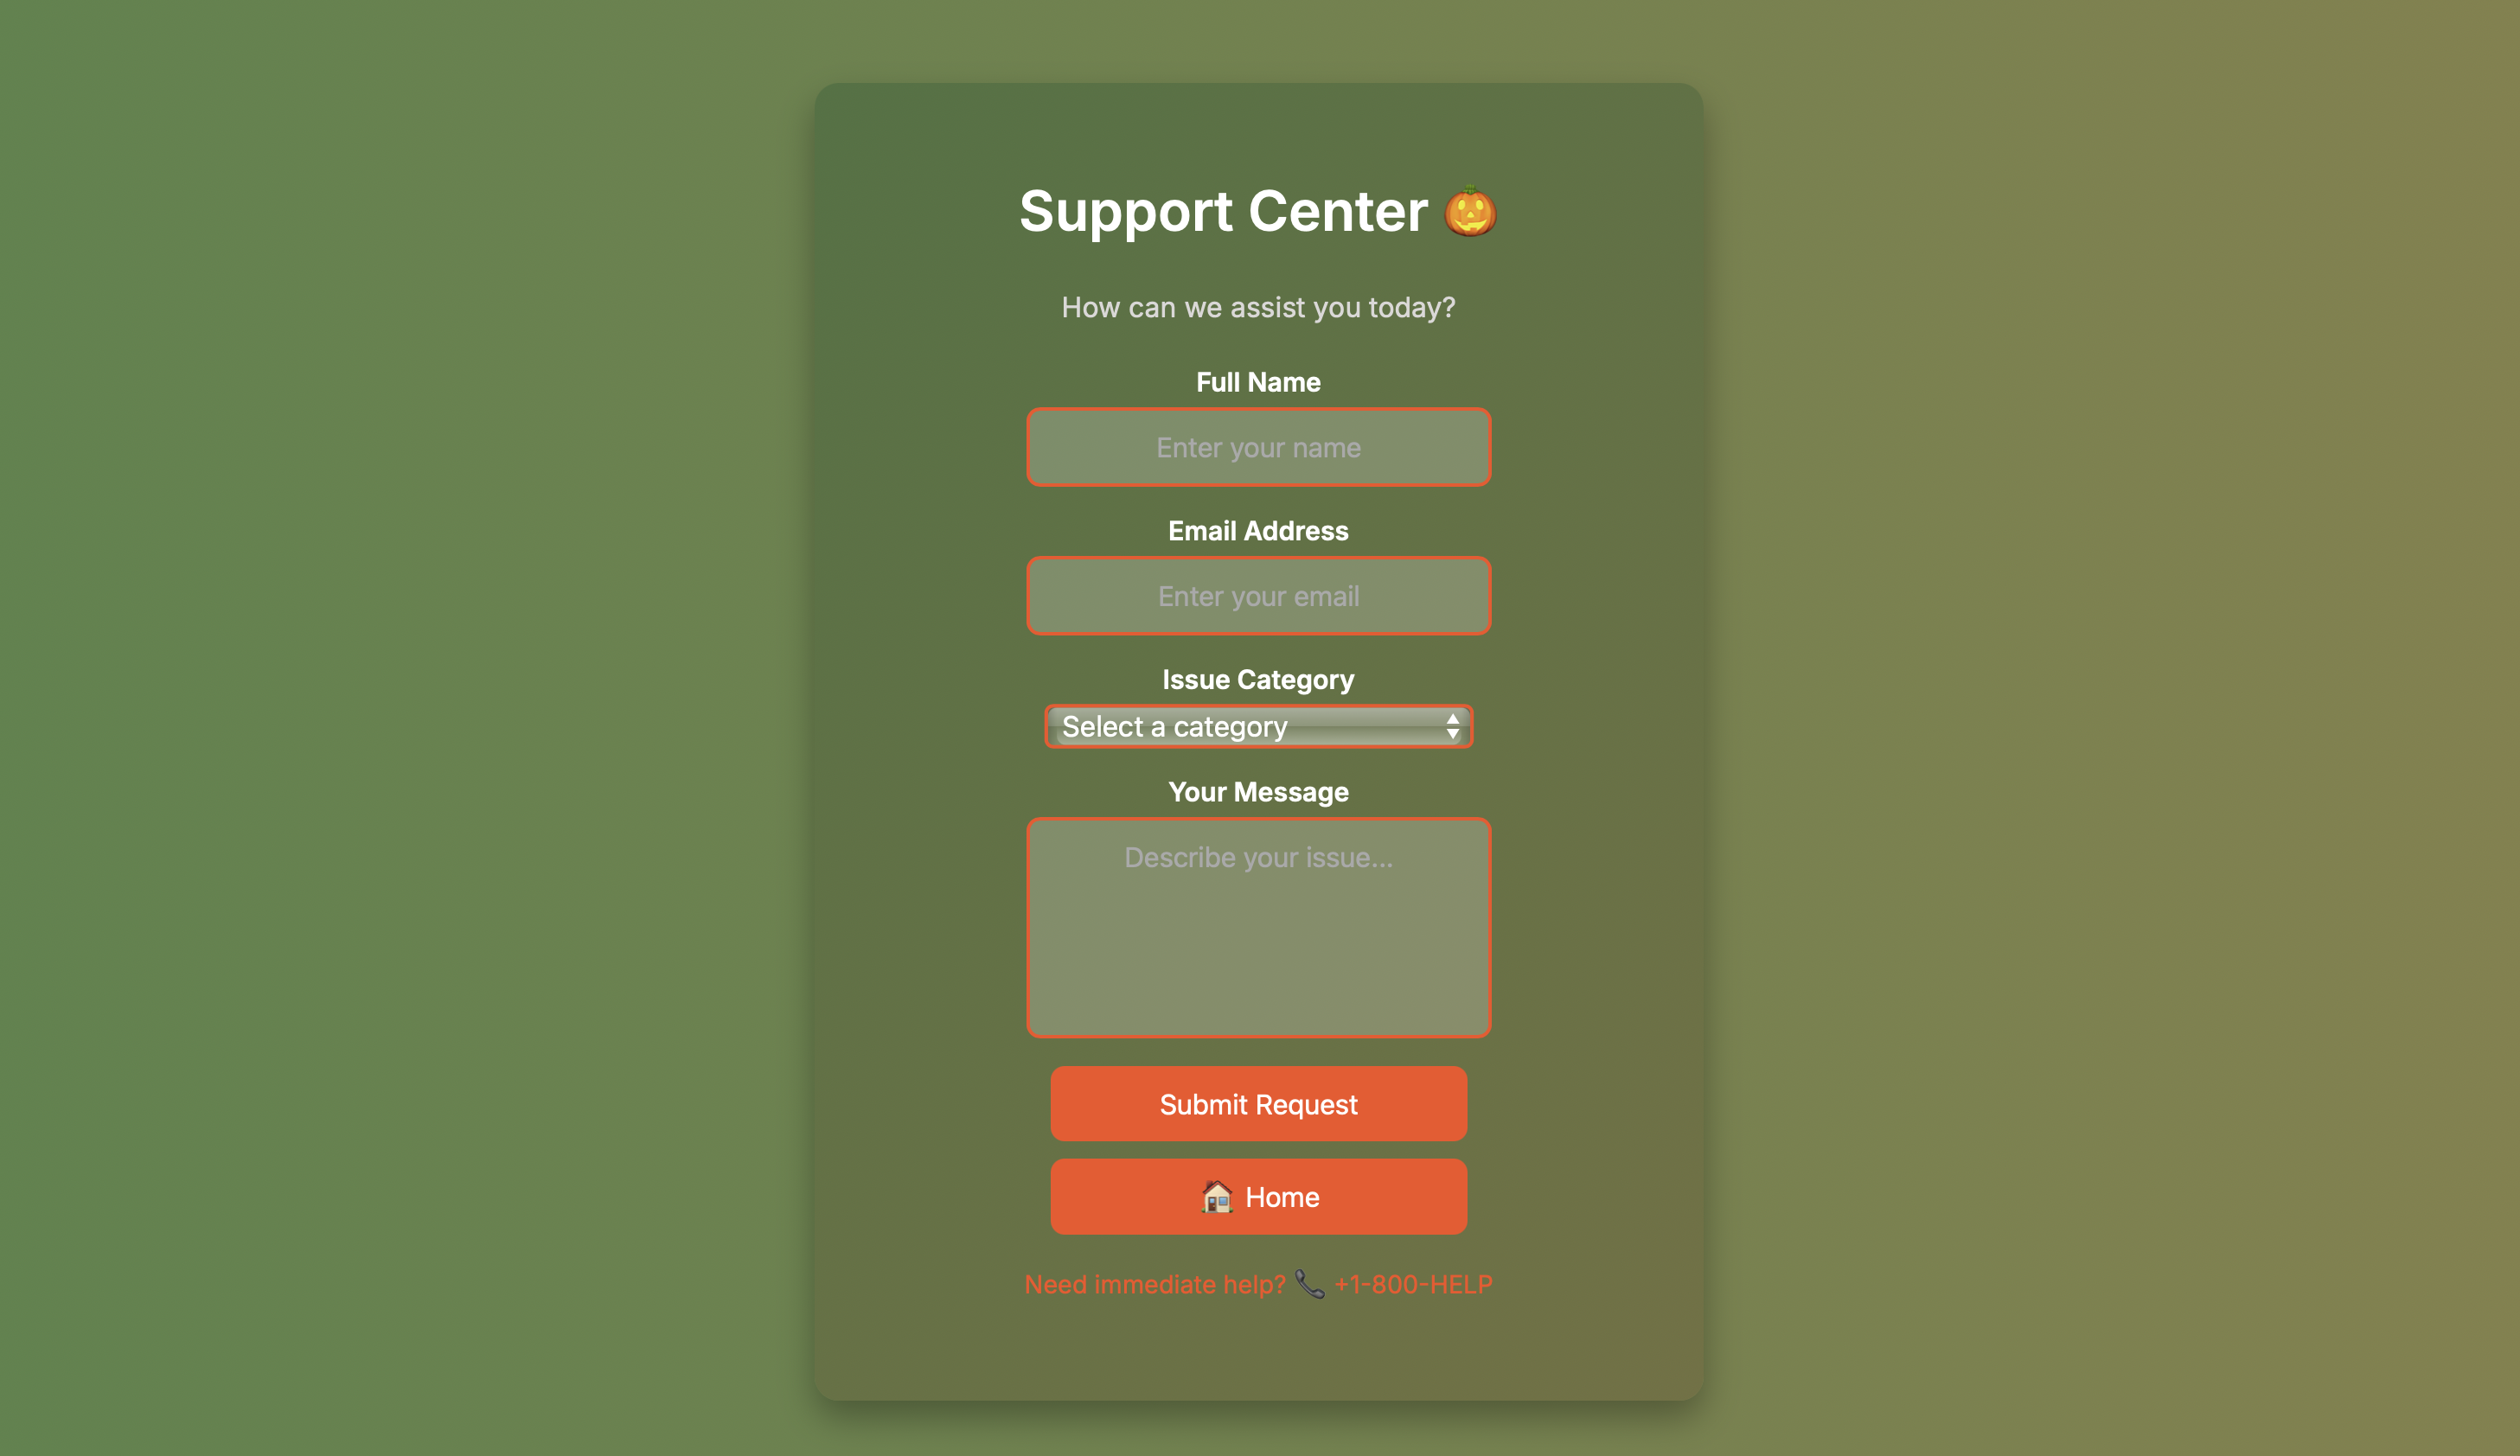 Support Center 🎃
How can we assist you today?
Full Name
Enter your name
Email Address
Enter your email
Issue Category
Select a category
Your Message
Describe your issue...
Submit Request
🏠 Home
Need immediate help? 📞 +1-800-HELP